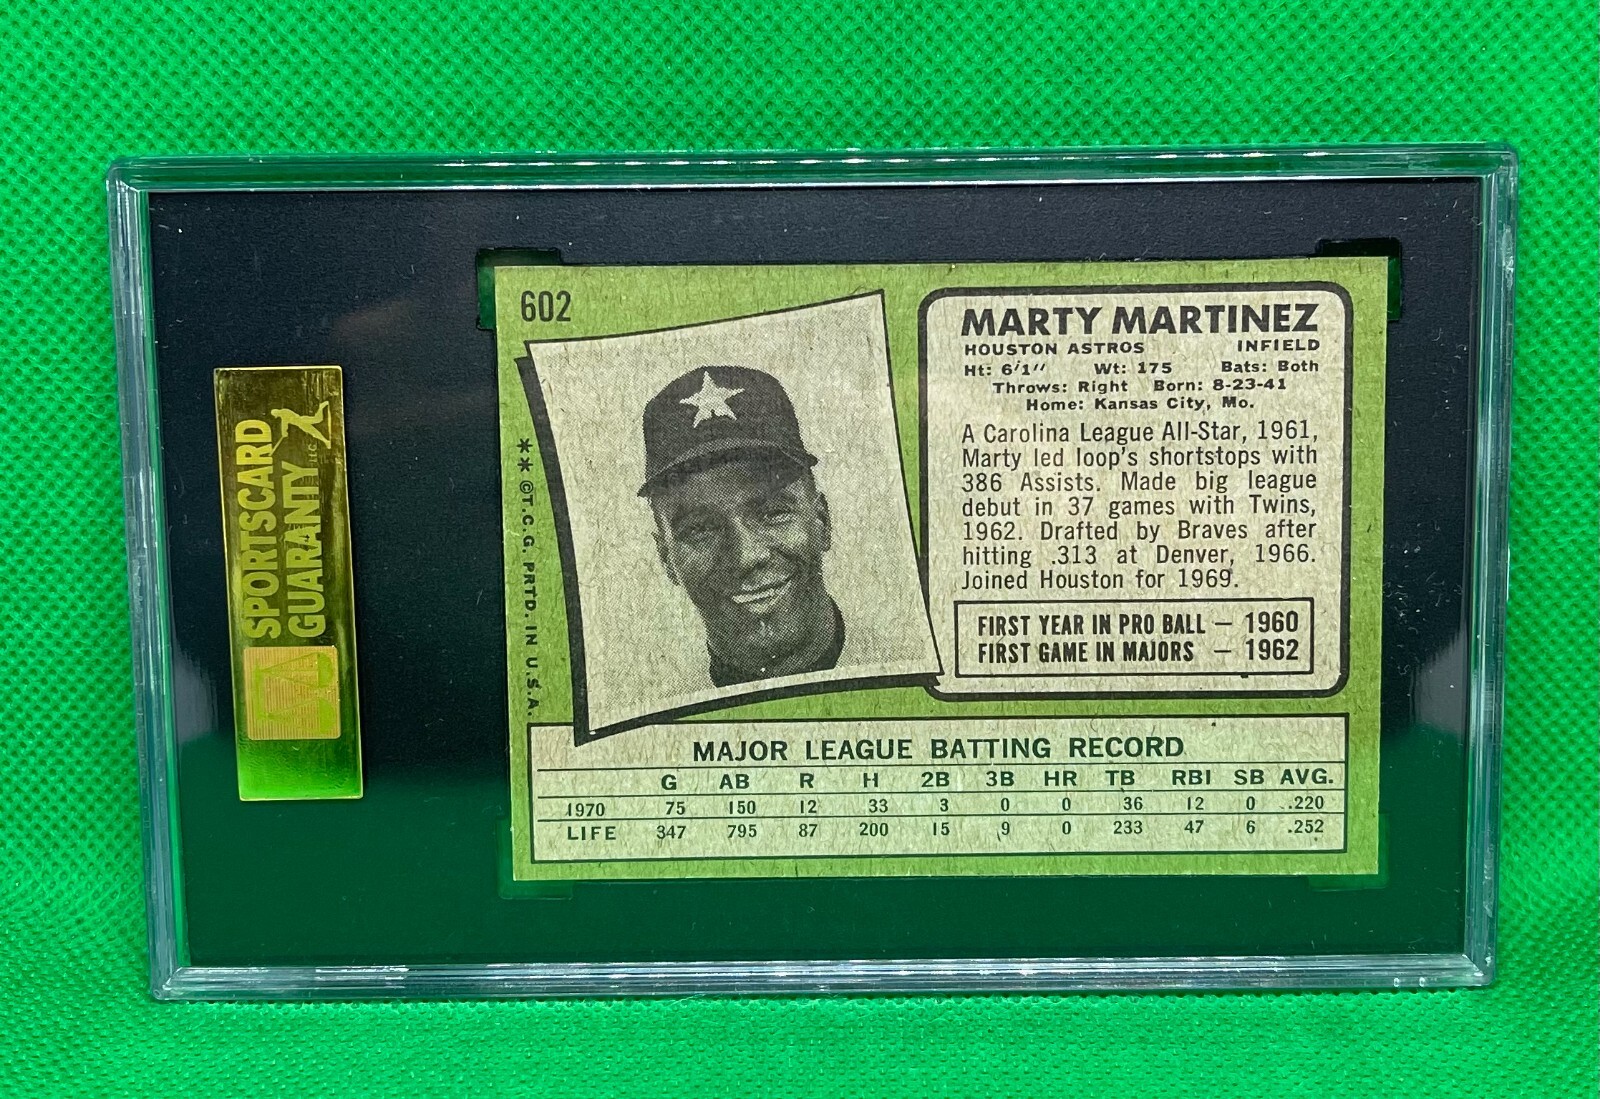 SPORTSCARD
GUARANTY LLC
602
** ©T.C.G. PRTD. IN U.S.A.
MARTY MARTINEZ
HOUSTON ASTROS INFIELD
Ht: 6'1" Wt: 175 Bats: Both
Throws: Right Born: 8-23-41
Home: Kansas City, Mo.
A Carolina League All-Star, 1961,
Marty led loop's shortstops with
386 Assists. Made big league
debut in 37 games with Twins,
1962. Drafted by Braves after
hitting .313 at Denver, 1966.
Joined Houston for 1969.
FIRST YEAR IN PRO BALL — 1960
FIRST GAME IN MAJORS — 1962
MAJOR LEAGUE BATTING RECORD
G AB R H 2B 3B HR TB RBI SB AVG.
1970 75 150 12 33 3 0 0 36 12 0 .220
LIFE 347 795 87 200 15 9 0 233 47 6 .252